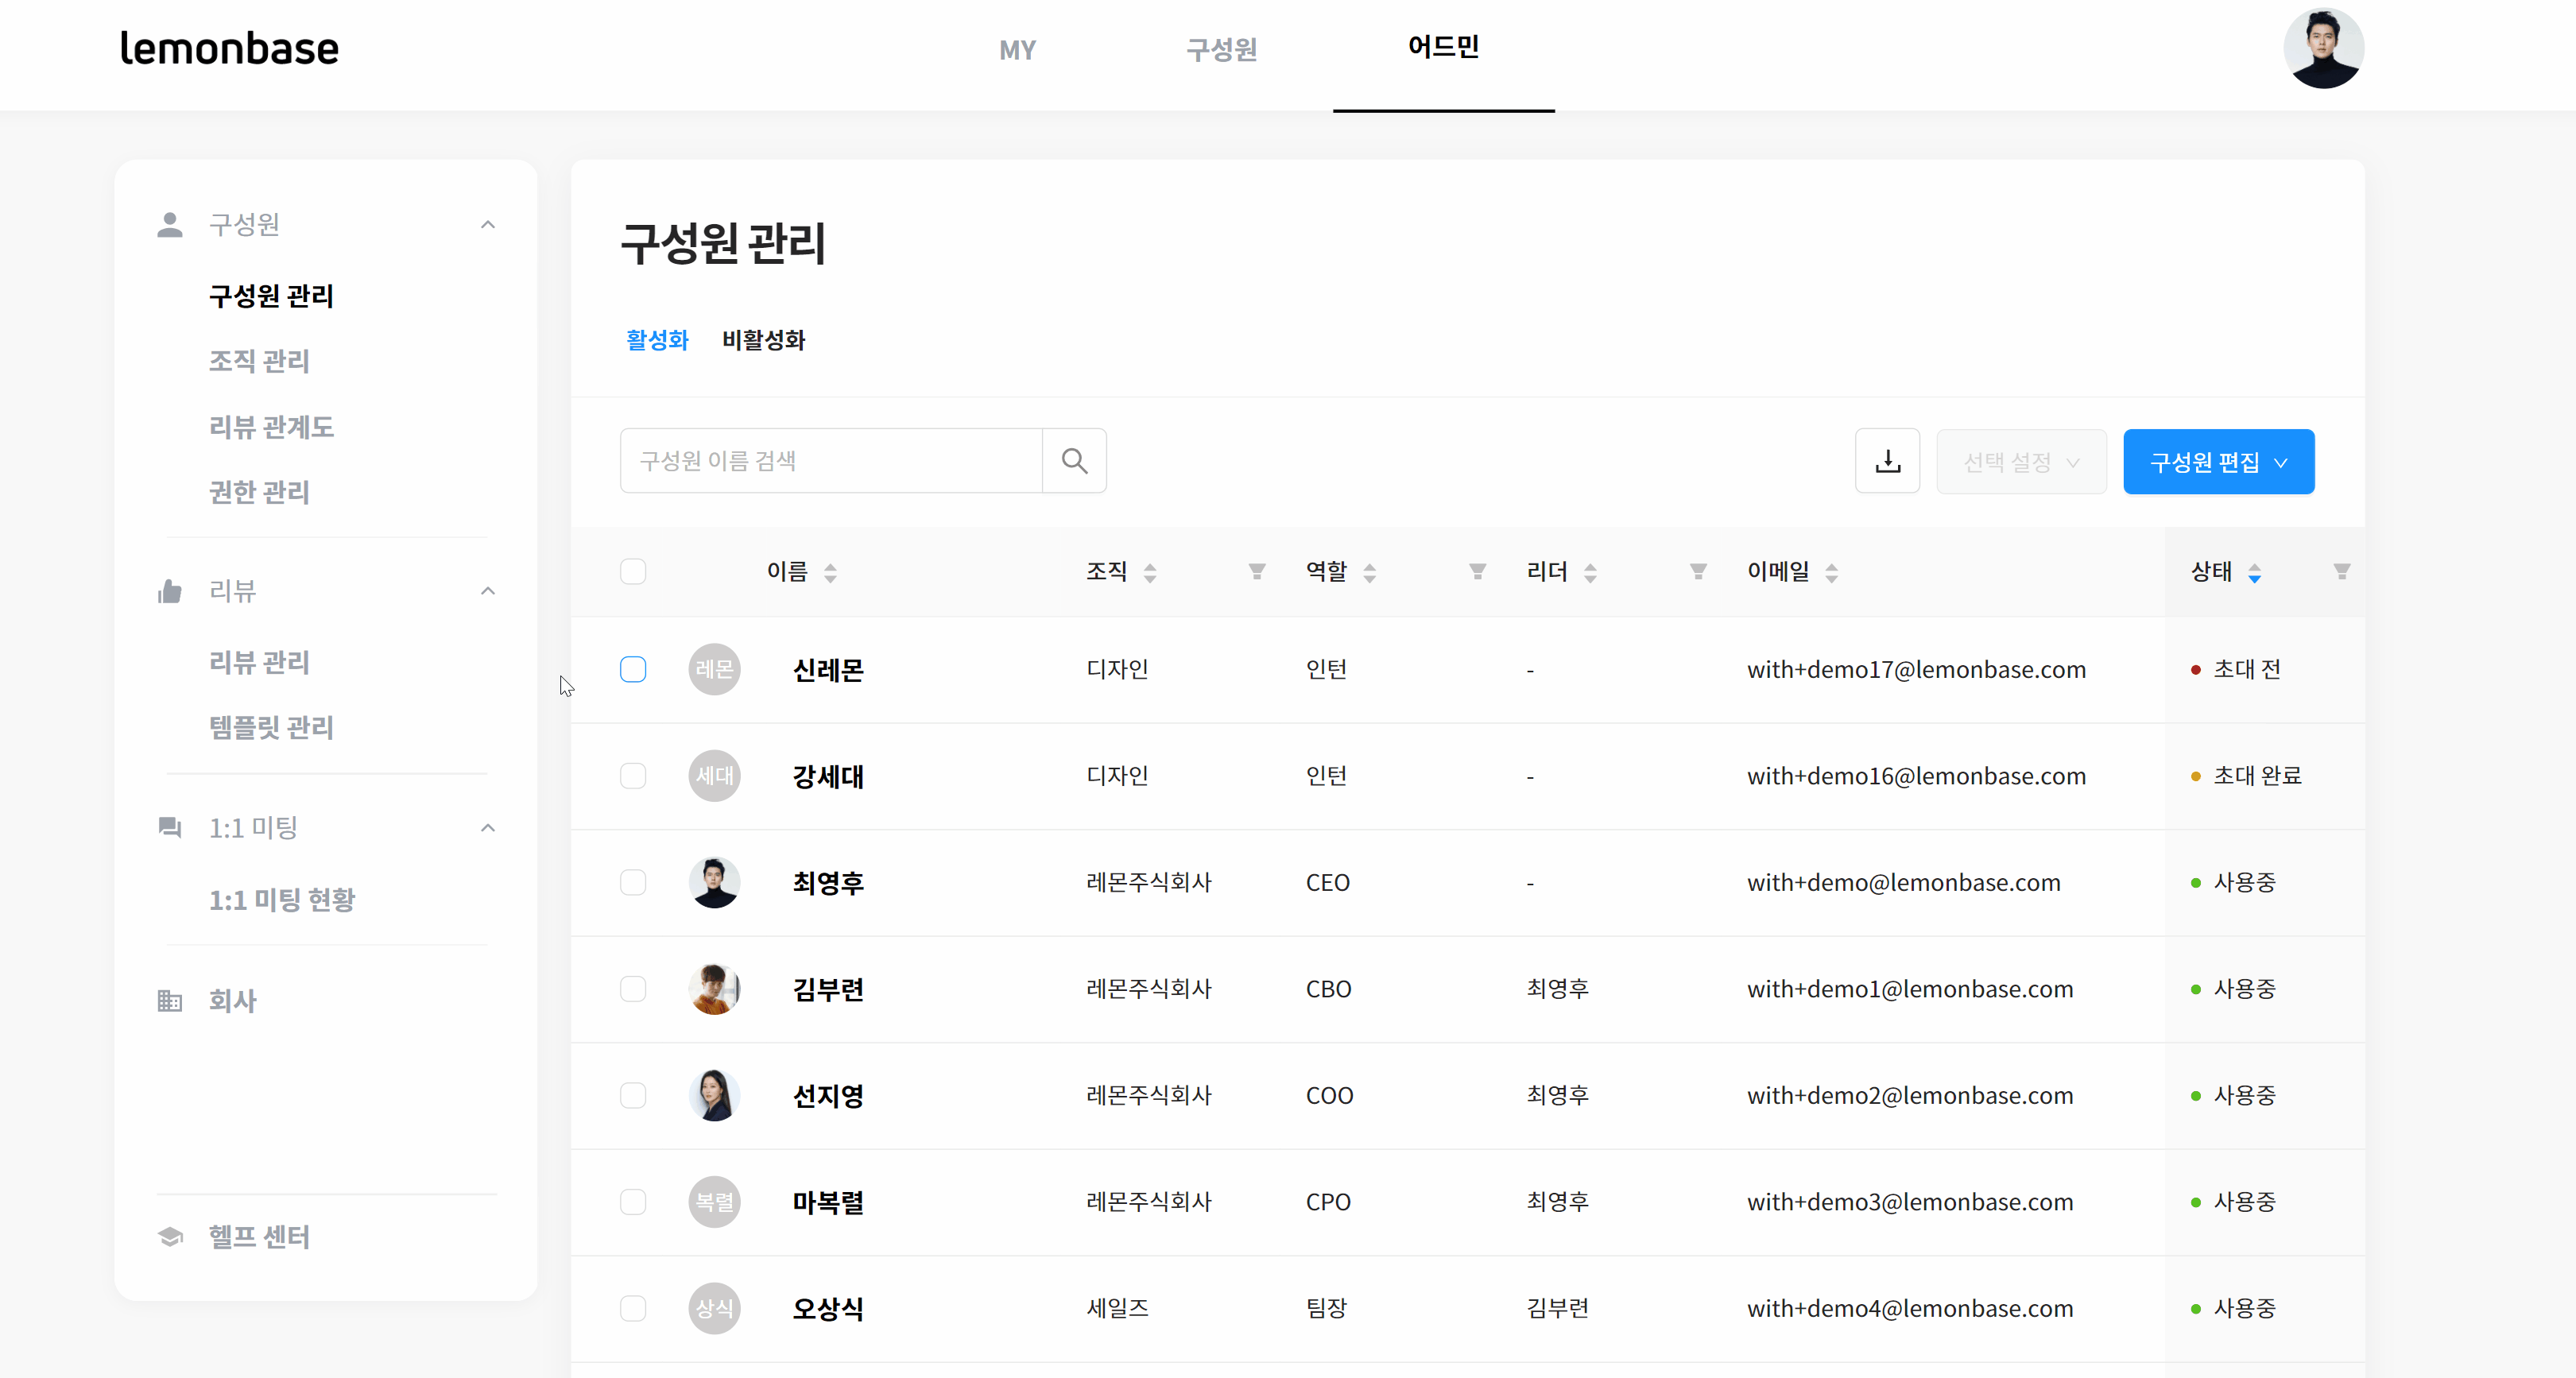 lemonbase
MY 구성원 어드민
구성원
구성원 관리
조직 관리
리뷰 관계도
권한 관리
리뷰
리뷰 관리
템플릿 관리
1:1 미팅
1:1 미팅 현황
회사
헬프 센터
구성원 관리
활성화 비활성화
구성원 이름 검색 선택 설정 구성원 편집
이름 조직 역할 리더 이메일 상태
레몬 신레몬 디자인 인턴 - with+demo17@lemonbase.com 초대 전
세대 강세대 디자인 인턴 - with+demo16@lemonbase.com 초대 완료
최영후 레몬주식회사 CEO - with+demo@lemonbase.com 사용중
김부련 레몬주식회사 CBO 최영후 with+demo1@lemonbase.com 사용중
선지영 레몬주식회사 COO 최영후 with+demo2@lemonbase.com 사용중
복렬 마복렬 레몬주식회사 CPO 최영후 with+demo3@lemonbase.com 사용중
상식 오상식 세일즈 팀장 김부련 with+demo4@lemonbase.com 사용중